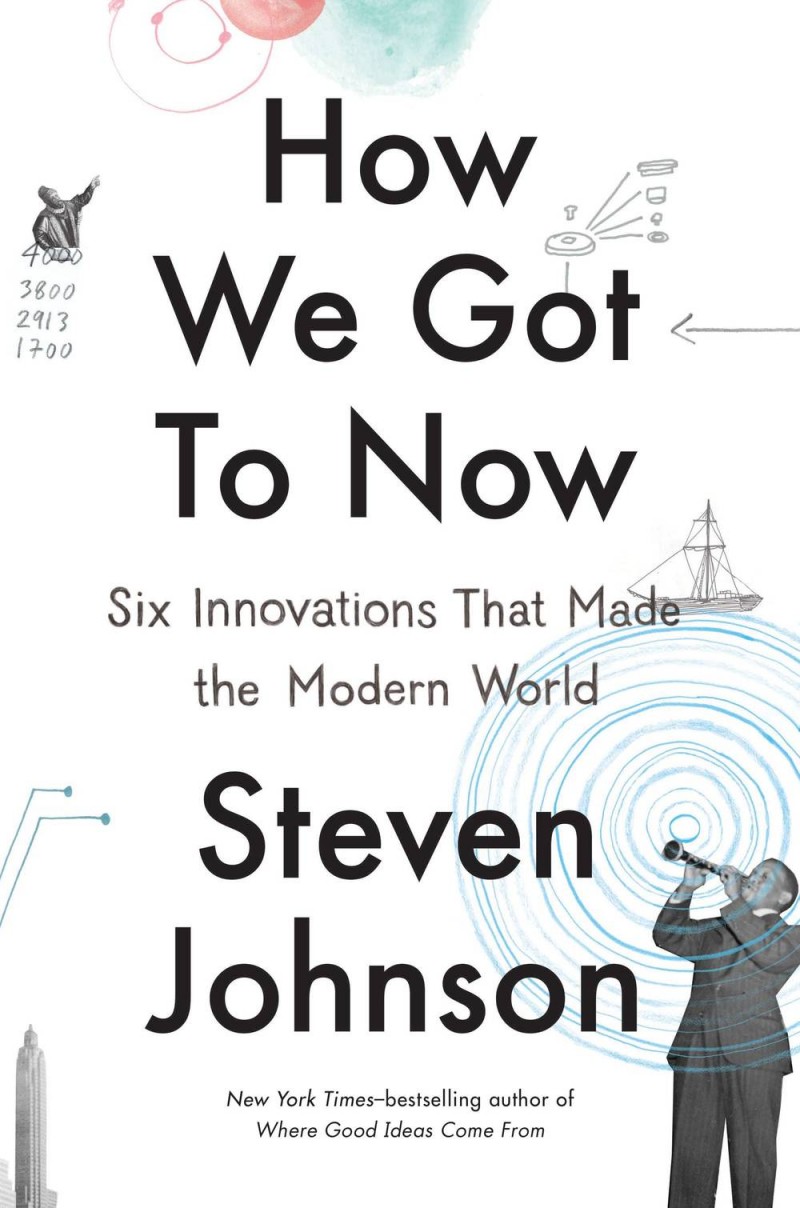 How
We Got
To Now
4000
3800
2913
1700
Six Innovations That Made
the Modern World
Steven
Johnson
New York Times–bestselling author of
Where Good Ideas Come From